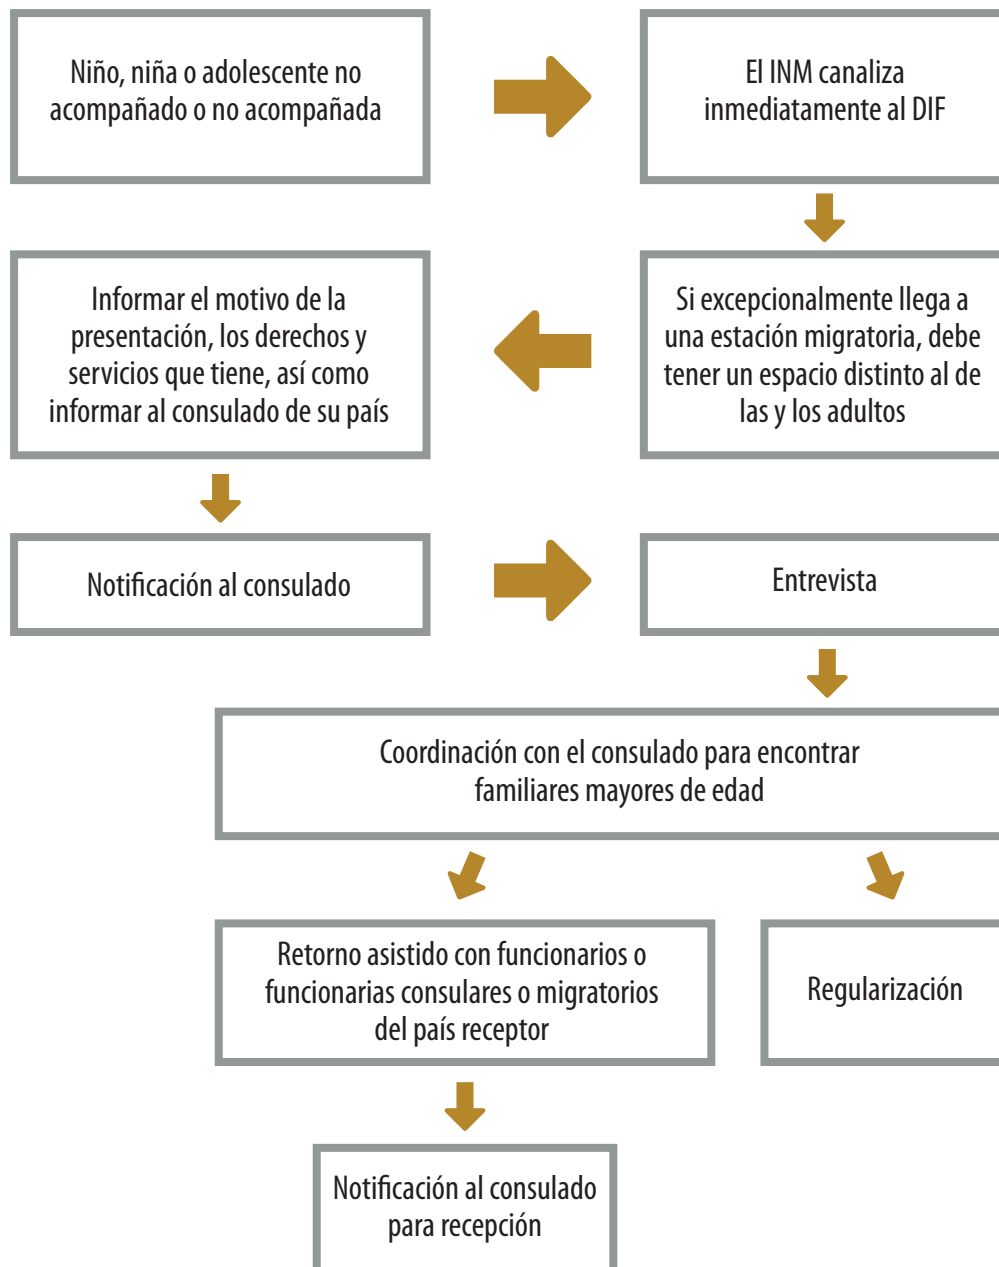 Niño, niña o adolescente no
acompañado o no acompañada
El INM canaliza
inmediatamente al DIF
Si excepcionalmente llega a
una estación migratoria, debe
tener un espacio distinto al de
las y los adultos
Informar el motivo de la
presentación, los derechos y
servicios que tiene, así como
informar al consulado de su país
Notificación al consulado
Entrevista
Coordinación con el consulado para encontrar
familiares mayores de edad
Retorno asistido con funcionarios o
funcionarias consulares o migratorios
del país receptor
Regularización
Notificación al consulado
para recepción